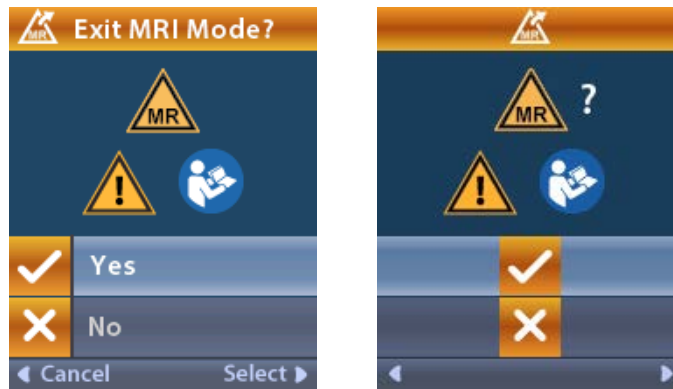 MR Exit MRI Mode?
MR
!
Yes
No
Cancel Select
MR
MR ?
!